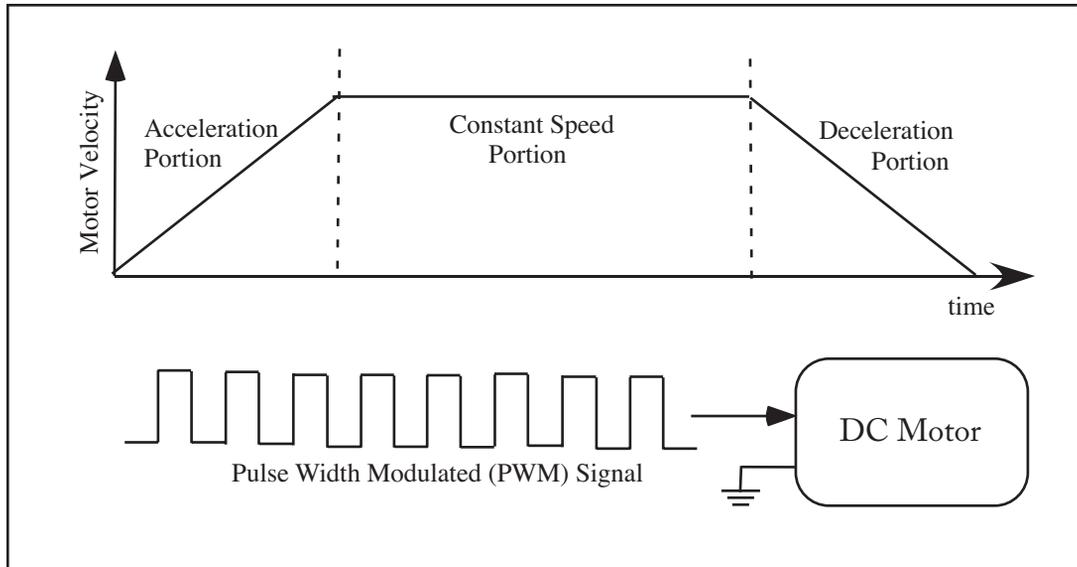 Motor Velocity
Acceleration
Portion
Constant Speed
Portion
Deceleration
Portion
time
Pulse Width Modulated (PWM) Signal
DC Motor